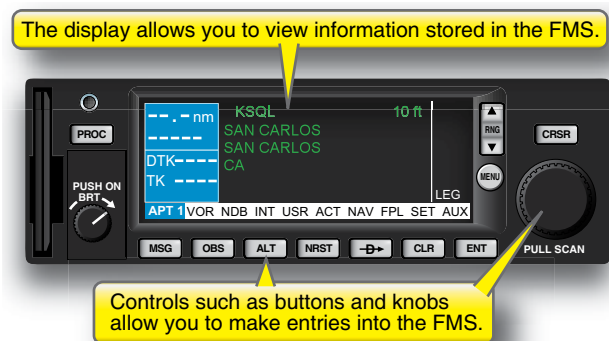 The display allows you to view information stored in the FMS.
PROC
PUSH ON
BRT
--.-nm
-----
DTK----
TK ----
KSQL 10 ft
SAN CARLOS
SAN CARLOS
CA
LEG
APT 1 VOR NDB INT USR ACT NAV FPL SET AUX
RNG
MENU
CRSR
PULL SCAN
MSG OBS ALT NRST D CLR ENT
Controls such as buttons and knobs
allow you to make entries into the FMS.